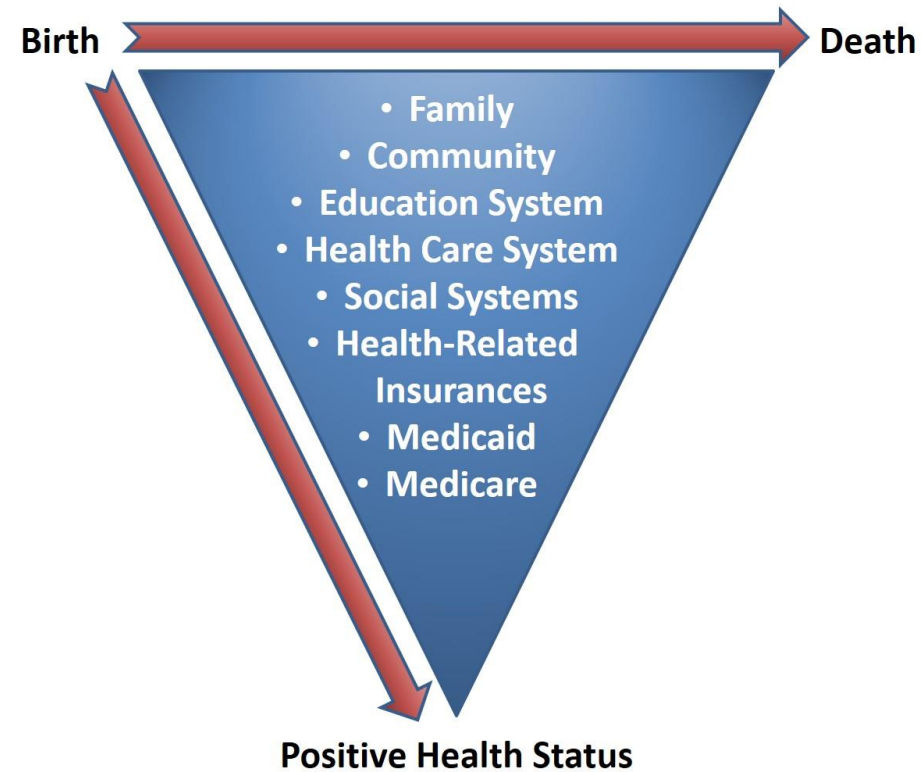 Birth
Death
• Family
• Community
• Education System
• Health Care System
• Social Systems
• Health-Related
Insurances
• Medicaid
• Medicare
Positive Health Status